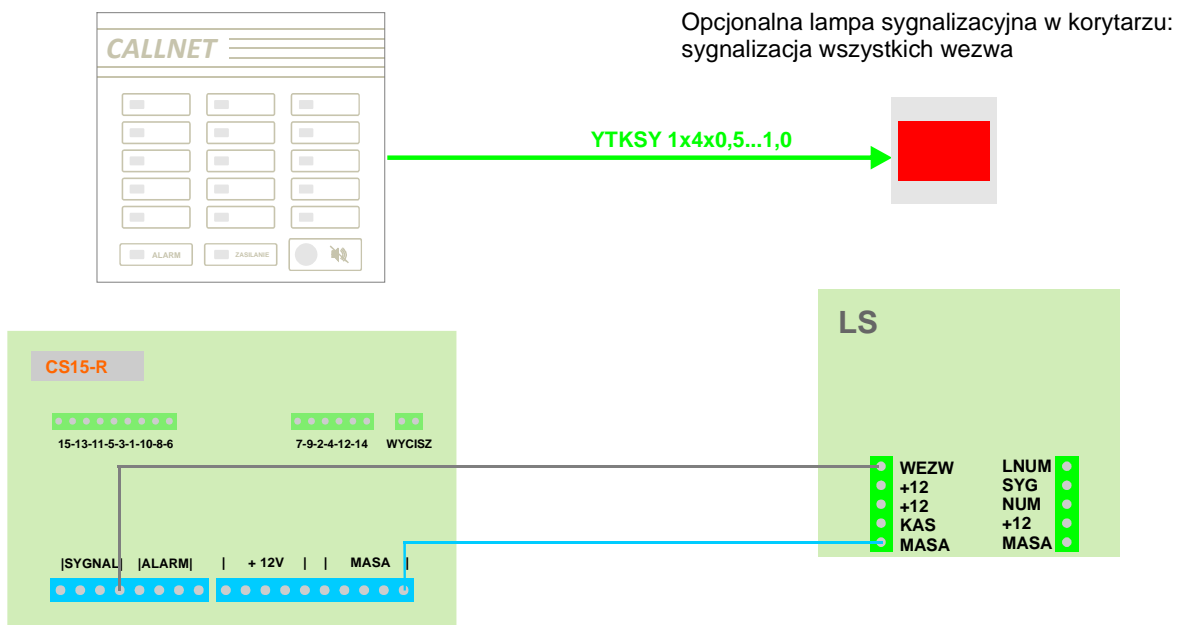 Opcjonalna lampa sygnalizacyjna w korytarzu:
sygnalizacja wszystkich wezwa
CALLNET
YTKSY 1x4x0,5...1,0
ALARM
ZASILANIE
LS
CS15-R
15-13-11-5-3-1-10-8-6
7-9-2-4-12-14
WYCISZ
WEZW
+12
+12
KAS
MASA
LNUM
SYG
NUM
+12
MASA
|SYGNAL| |ALARM| | + 12V | | MASA |